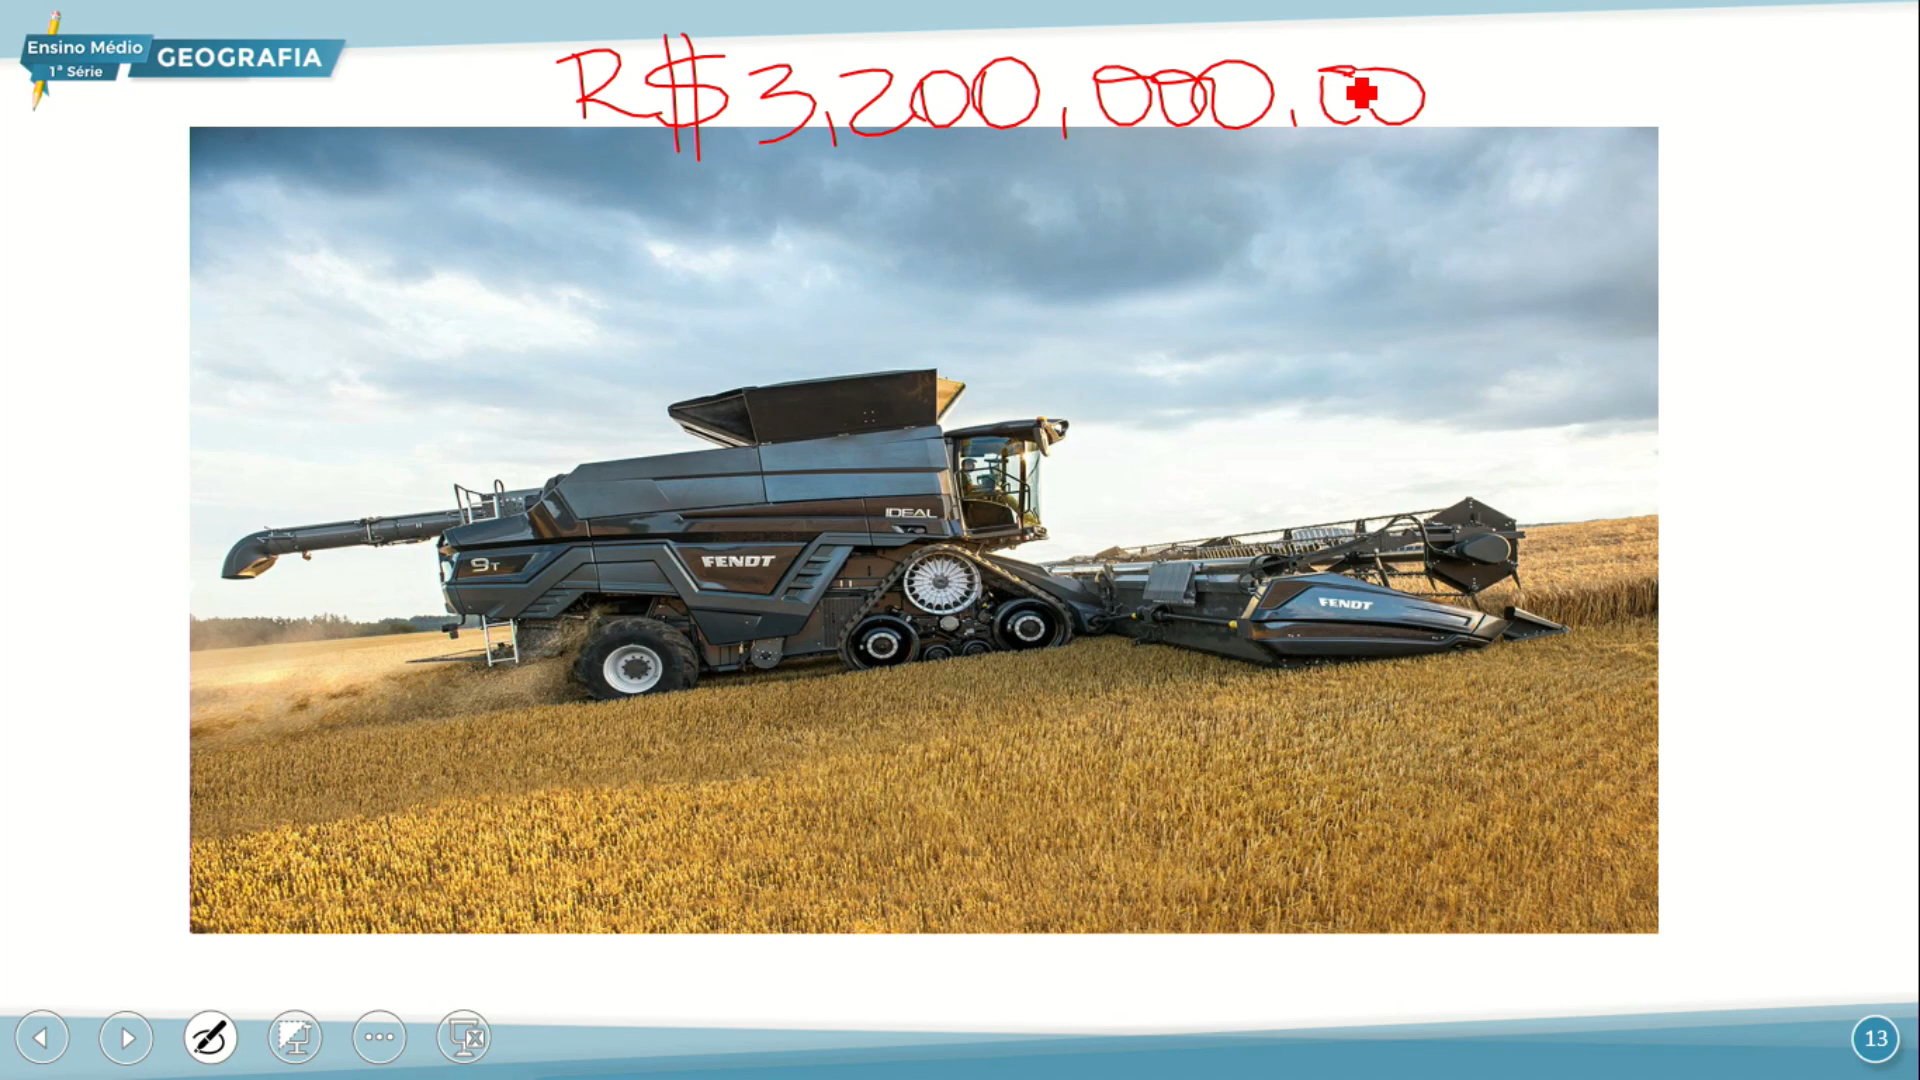 Ensino Médio
1ª Série
GEOGRAFIA
R$ 3,200,000,00
IDEAL
9T
FENDT
FENDT
13